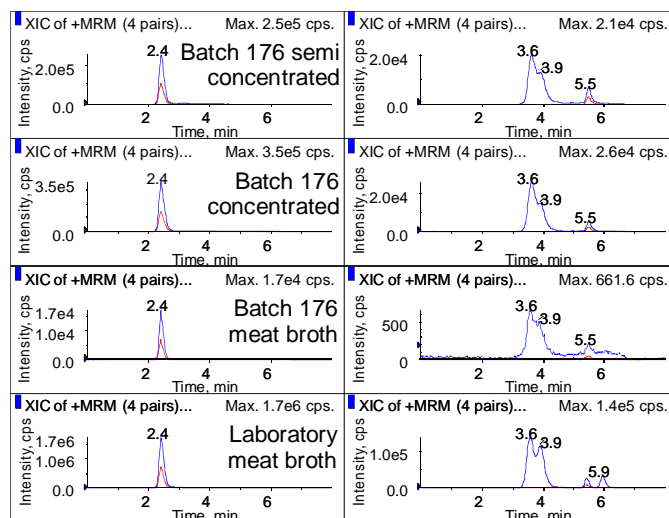 XIC of +MRM (4 pairs)... Max. 2.5e5 cps.
Intensity, cps
2.0e5
0.0
2.4
Batch 176 semi
concentrated
2 4 6
Time, min
XIC of +MRM (4 pairs)... Max. 2.1e4 cps.
Intensity, cps
2.0e4
0.0
3.6
3.9
5.5
2 4 6
Time, min
XIC of +MRM (4 pairs)... Max. 3.5e5 cps.
Intensity, cps
3.5e5
0.0
2.4
Batch 176
concentrated
2 4 6
Time, min
XIC of +MRM (4 pairs)... Max. 2.6e4 cps.
Intensity, cps
2.0e4
0.0
3.6
3.9
5.5
2 4 6
Time, min
XIC of +MRM (4 pairs)... Max. 1.7e4 cps.
Intensity, cps
1.7e4
1.0e4
0.0
2.4
Batch 176
meat broth
2 4 6
Time, min
XIC of +MRM (4 pairs)... Max. 661.6 cps.
Intensity, cps
500
0
3.6
3.9
5.5
2 4 6
Time, min
XIC of +MRM (4 pairs)... Max. 1.7e6 cps.
Intensity, cps
1.7e6
1.0e6
0.0
2.4
Laboratory
meat broth
2 4 6
Time, min
XIC of +MRM (4 pairs)... Max. 1.4e5 cps.
Intensity, cps
1.0e5
0.0
3.6
3.9
5.9
2 4 6
Time, min